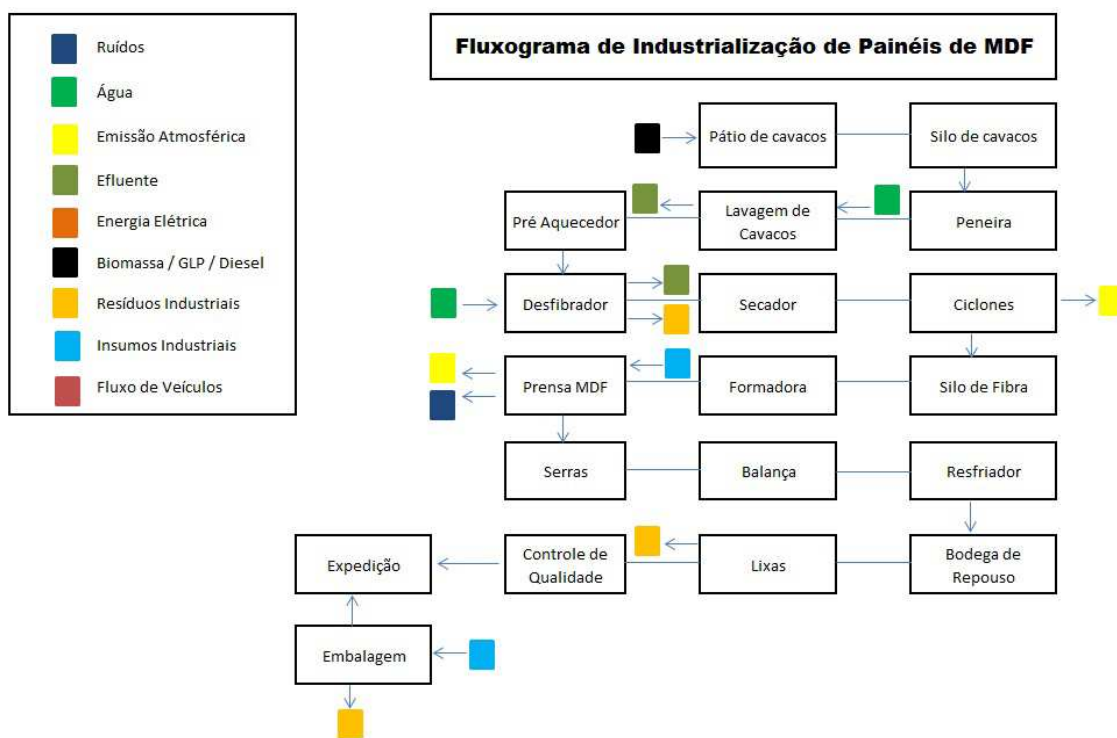 Fluxograma de Industrialização de Painéis de MDF
Ruídos
Água
Emissão Atmosférica
Efluente
Energia Elétrica
Biomassa / GLP / Diesel
Resíduos Industriais
Insumos Industriais
Fluxo de Veículos
Pátio de cavacos
Silo de cavacos
Pré Aquecedor
Lavagem de
Cavacos
Peneira
Desfibrador
Secador
Ciclones
Prensa MDF
Formadora
Silo de Fibra
Serras
Balança
Resfriador
Expedição
Controle de
Qualidade
Lixas
Bodega de
Repouso
Embalagem